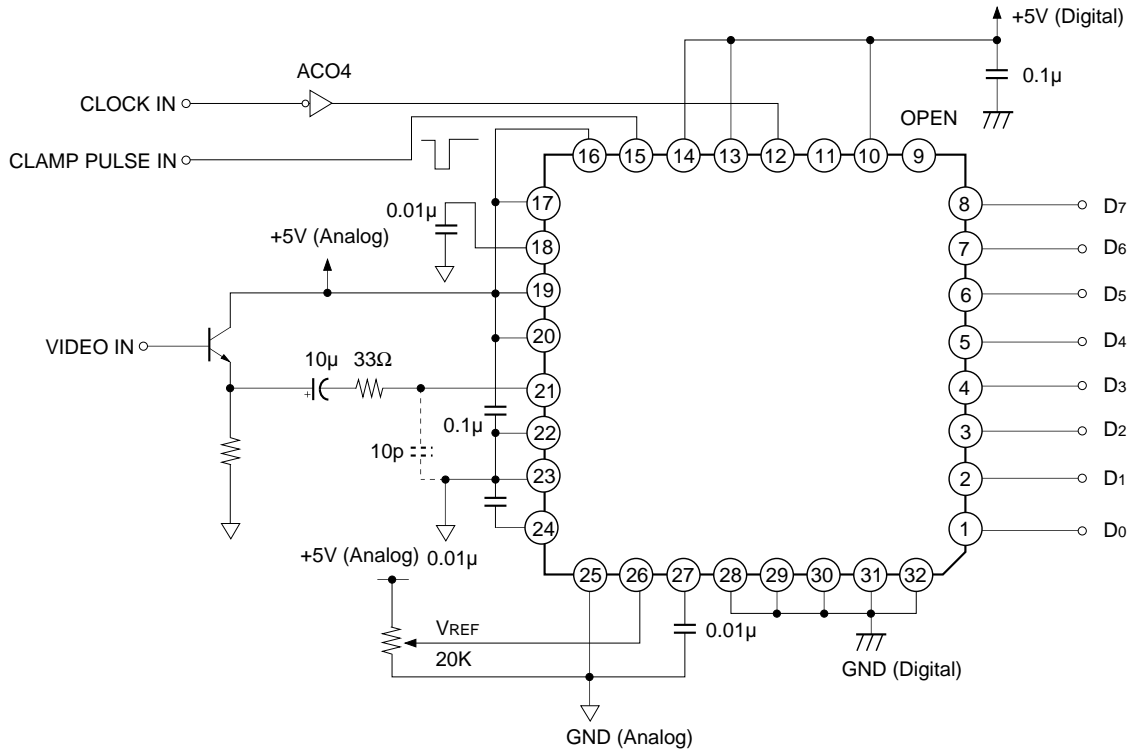 +5V (Digital)
ACO4
0.1μ
CLOCK IN
OPEN
CLAMP PULSE IN
16 15 14 13 12 11 10 9
17
8
D7
0.01μ
18
7
D6
+5V (Analog)
19
6
D5
20
5
D4
VIDEO IN
10μ 33Ω
+
21
4
D3
0.1μ
22
3
D2
10p
23
2
D1
24
1
D0
+5V (Analog)
0.01μ
25 26 27 28 29 30 31 32
VREF
20K
0.01μ
GND (Digital)
GND (Analog)